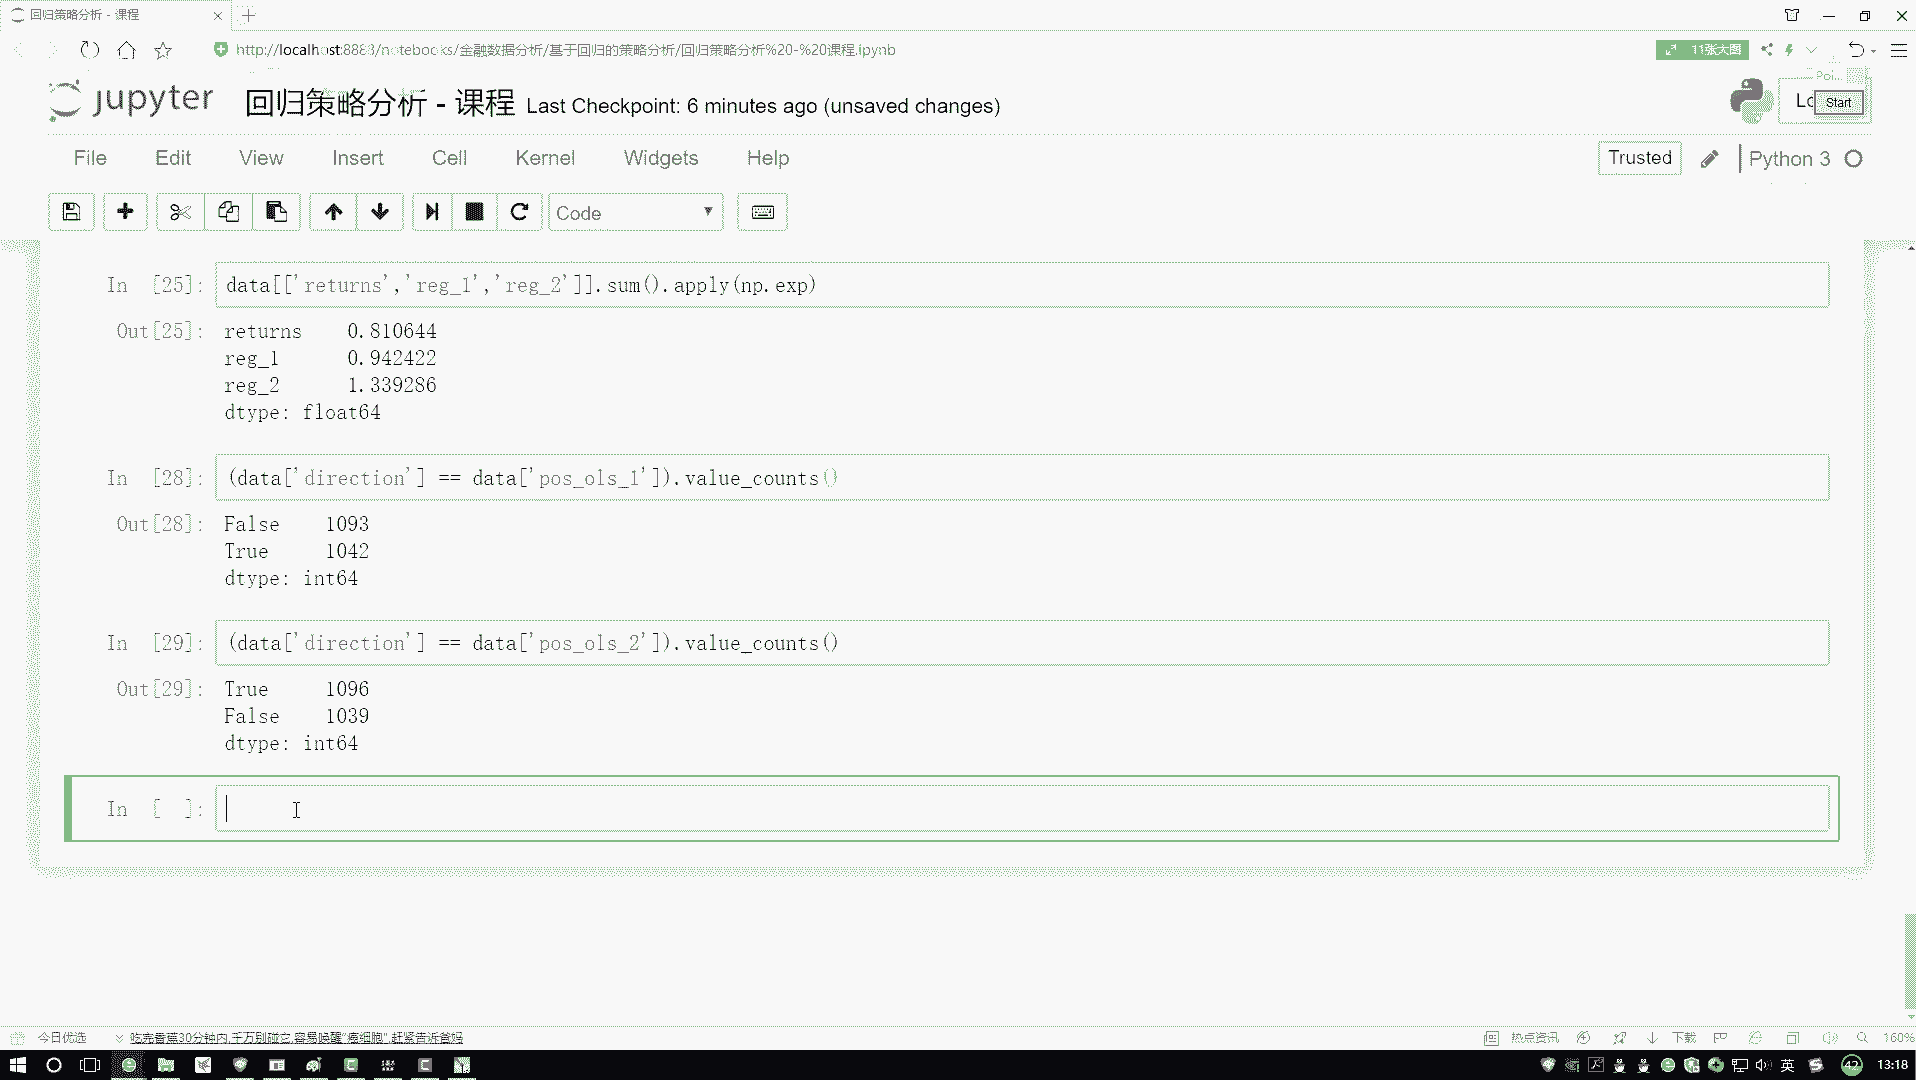 回归策略分析 - 课程
http://localhost:8888/notebooks/金融数据分析/基于回归的策略分析/回归策略分析%20-%20课程.ipynb
11张大图
Poi...
jupyter
回归策略分析 - 课程 Last Checkpoint: 6 minutes ago (unsaved changes)
Lo
Start
File Edit View Insert Cell Kernel Widgets Help
Trusted
Python 3
Code
In [25]: data[['returns','reg_1','reg_2']].sum().apply(np.exp)
Out[25]: returns 0.810644
reg_1 0.942422
reg_2 1.339286
dtype: float64
In [28]: (data['direction'] == data['pos_ols_1']).value_counts()
Out[28]: False 1093
True 1042
dtype: int64
In [29]: (data['direction'] == data['pos_ols_2']).value_counts()
Out[29]: True 1096
False 1039
dtype: int64
In [ ]:
今日优选
吃完香蕉30分钟内,千万别碰它,容易唤醒"癌细胞",赶紧告诉爸妈
热点资讯
下载
160%
英
42
13:18